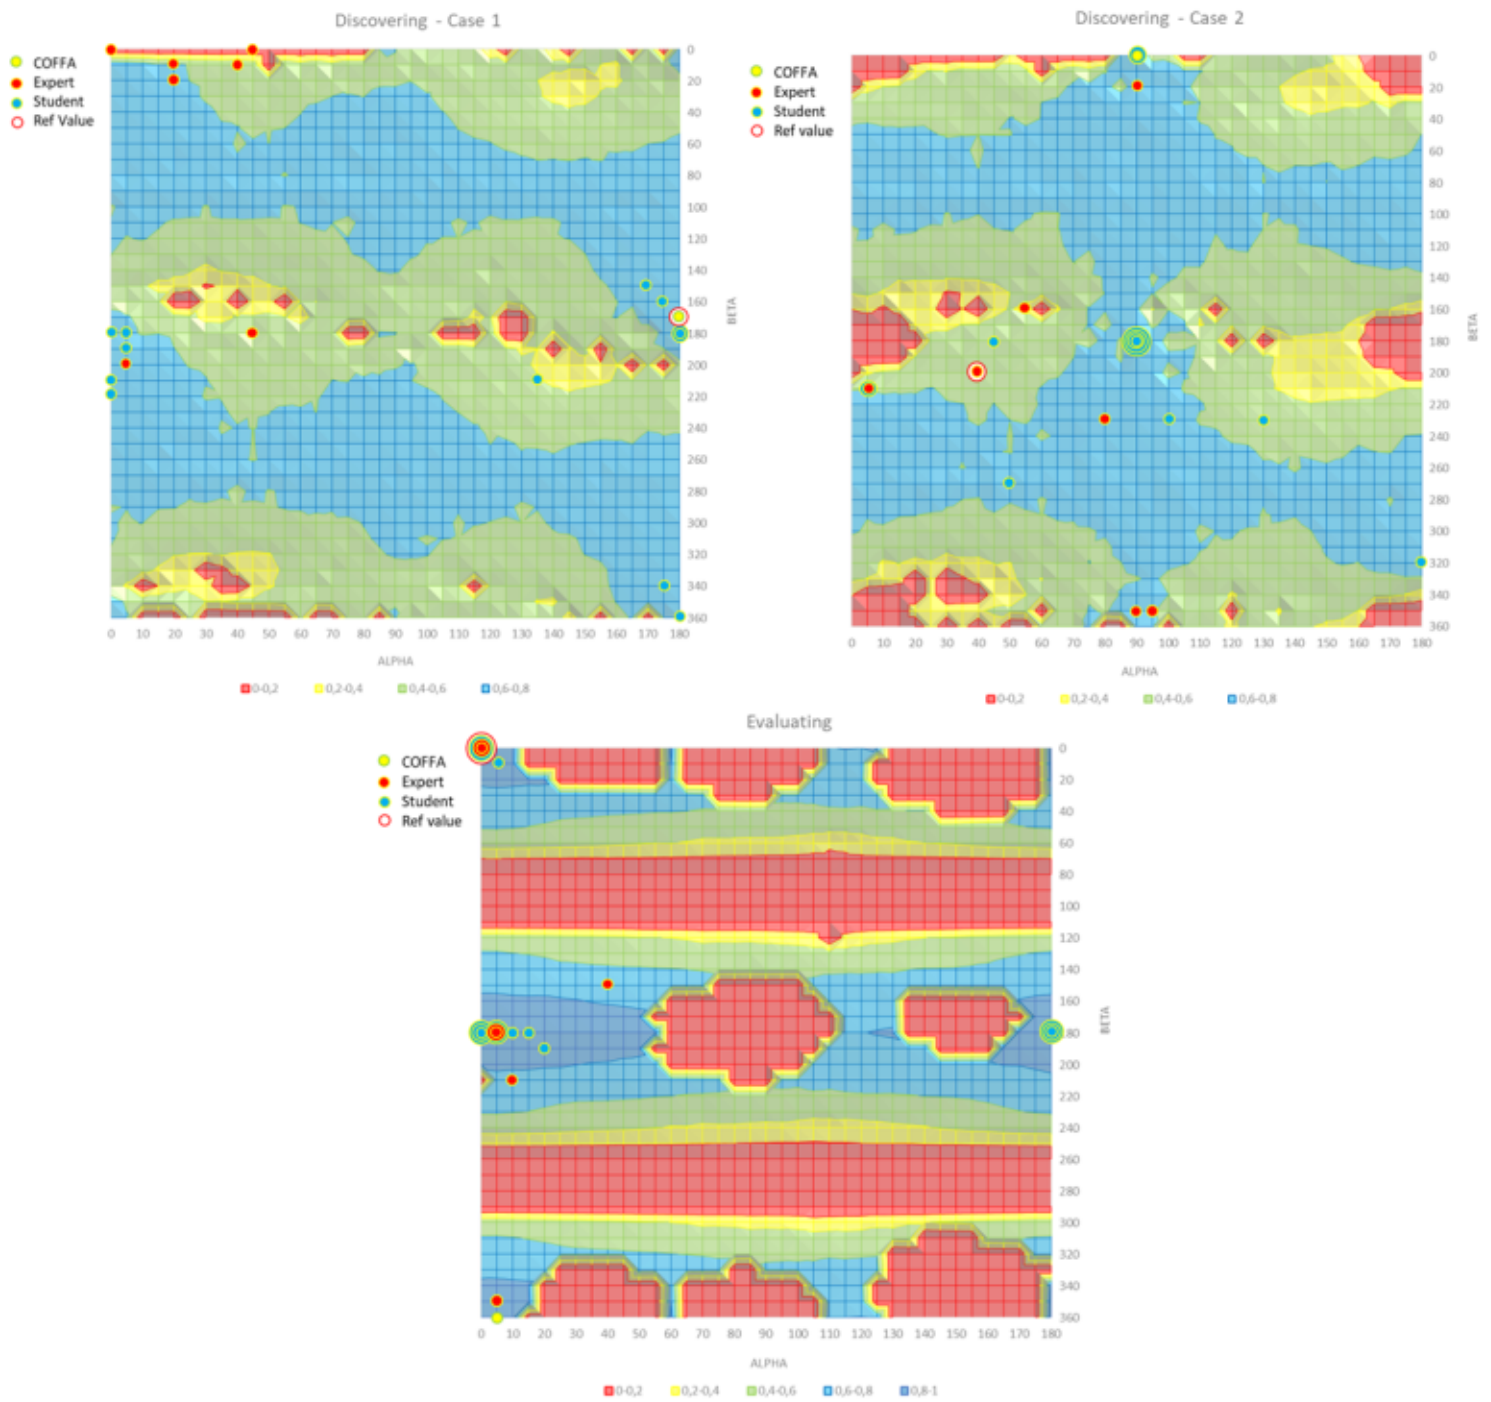 Discovering - Case 1
COFFA
Expert
Student
Ref Value
0
20
40
60
80
100
120
140
160
180
200
220
240
260
280
300
320
340
360
BETA
0 10 20 30 40 50 60 70 80 90 100 110 120 130 140 150 160 170 180
ALPHA
0-0,2 0,2-0,4 0,4-0,6 0,6-0,8
Discovering - Case 2
COFFA
Expert
Student
Ref value
0
20
40
60
80
100
120
140
160
180
200
220
240
260
280
300
320
340
360
BETA
0 10 20 30 40 50 60 70 80 90 100 110 120 130 140 150 160 170 180
ALPHA
0-0,2 0,2-0,4 0,4-0,6 0,6-0,8
Evaluating
COFFA
Expert
Student
Ref value
0
20
40
60
80
100
120
140
160
180
200
220
240
260
280
300
320
340
360
BETA
0 10 20 30 40 50 60 70 80 90 100 110 120 130 140 150 160 170 180
ALPHA
0-0,2 0,2-0,4 0,4-0,6 0,6-0,8 0,8-1